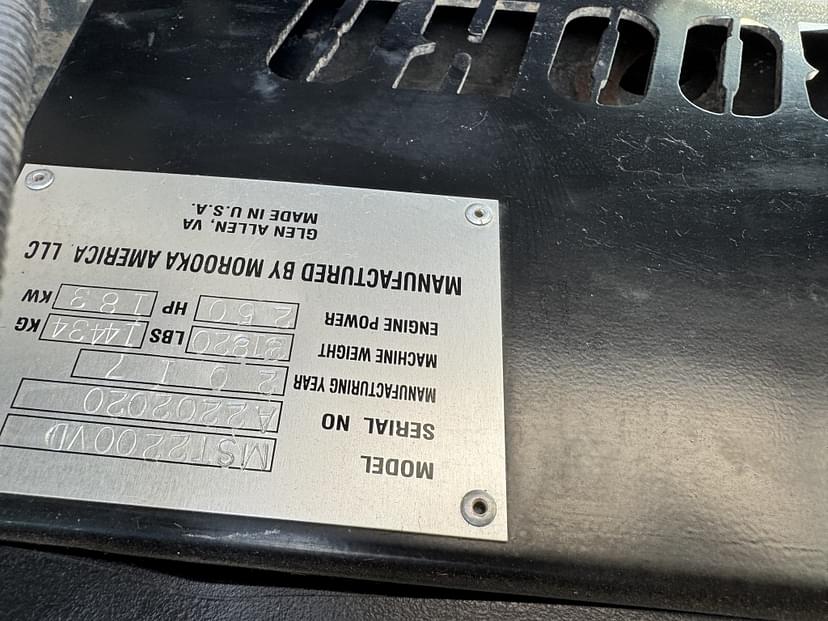 MODEL MST2200VD
SERIAL NO A2202020
MANUFACTURING YEAR 2017
MACHINE WEIGHT 31820 LBS 14434 KG
ENGINE POWER 250 HP 183 KW
MANUFACTURED BY MOROOKA AMERICA, LLC
GLEN ALLEN, VA
MADE IN U.S.A.